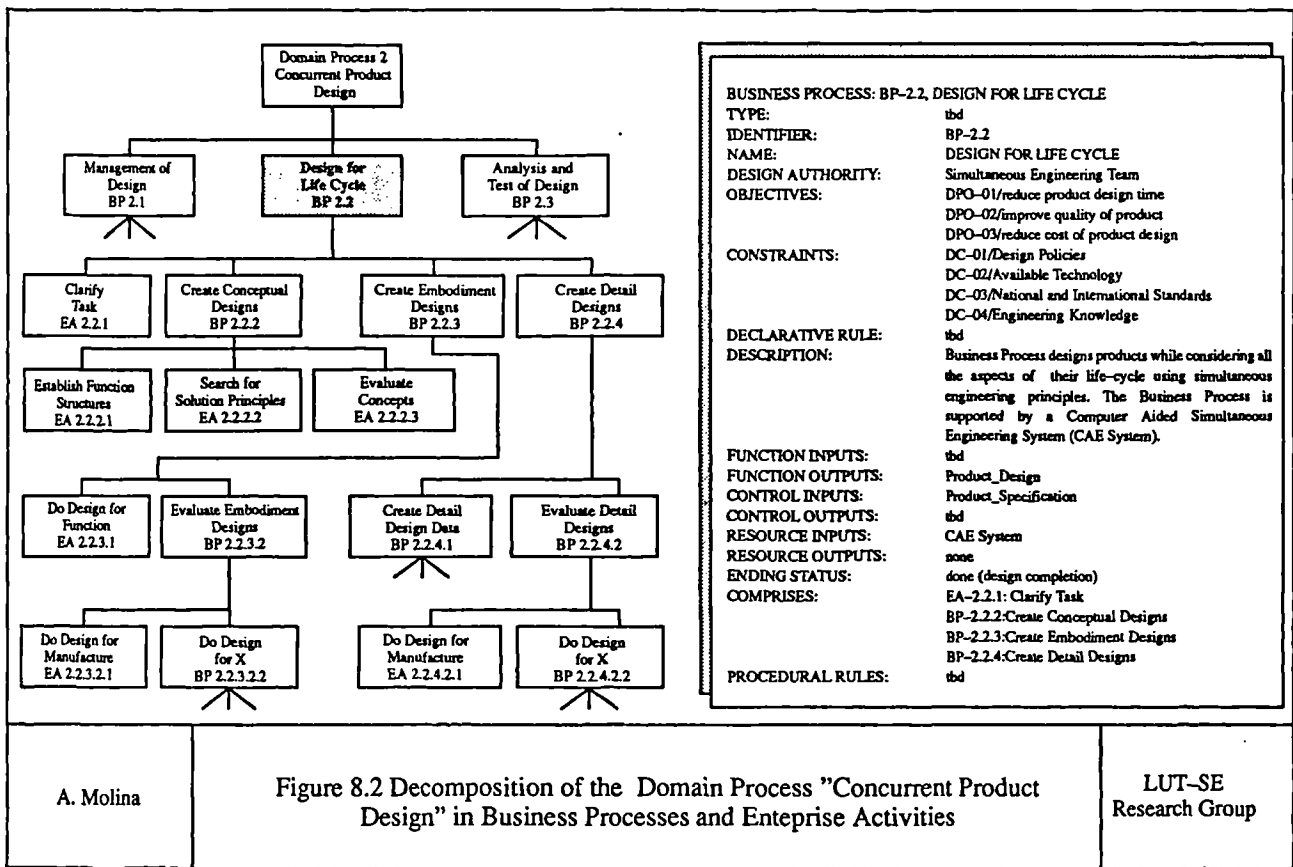 Domain Process 2
Concurrent Product
Design
Management of
Design
BP 2.1
Design for
Life Cycle
BP 2.2
Analysis and
Test of Design
BP 2.3
Clarify
Task
EA 2.2.1
Create Conceptual
Designs
BP 2.2.2
Create Embodiment
Designs
BP 2.2.3
Create Detail
Designs
BP 2.2.4
Establish Function
Structures
EA 2.2.2.1
Search for
Solution Principles
EA 2.2.2.2
Evaluate
Concepts
EA 2.2.2.3
Do Design for
Function
EA 2.2.3.1
Evaluate Embodiment
Designs
BP 2.2.3.2
Create Detail
Design Data
BP 2.2.4.1
Evaluate Detail
Designs
BP 2.2.4.2
Do Design for
Manufacture
EA 2.2.3.2.1
Do Design
for X
BP 2.2.3.2.2
Do Design for
Manufacture
EA 2.2.4.2.1
Do Design
for X
BP 2.2.4.2.2
BUSINESS PROCESS: BP–2.2, DESIGN FOR LIFE CYCLE
TYPE: tbd
IDENTIFIER: BP–2.2
NAME: DESIGN FOR LIFE CYCLE
DESIGN AUTHORITY: Simultaneous Engineering Team
OBJECTIVES: DPO–01/reduce product design time
DPO–02/improve quality of product
DPO–03/reduce cost of product design
CONSTRAINTS: DC–01/Design Policies
DC–02/Available Technology
DC–03/National and International Standards
DC–04/Engineering Knowledge
DECLARATIVE RULE: tbd
DESCRIPTION: Business Process designs products while considering all
the aspects of their life–cycle using simultaneous
engineering principles. The Business Process is
supported by a Computer Aided Simultaneous
Engineering System (CAE System).
FUNCTION INPUTS: tbd
FUNCTION OUTPUTS: Product_Design
CONTROL INPUTS: Product_Specification
CONTROL OUTPUTS: tbd
RESOURCE INPUTS: CAE System
RESOURCE OUTPUTS: none
ENDING STATUS: done (design completion)
COMPRISES: EA–2.2.1: Clarify Task
BP–2.2.2:Create Conceptual Designs
BP–2.2.3:Create Embodiment Designs
BP–2.2.4:Create Detail Designs
PROCEDURAL RULES: tbd
A. Molina
Figure 8.2 Decomposition of the Domain Process "Concurrent Product
Design" in Business Processes and Enteprise Activities
LUT–SE
Research Group